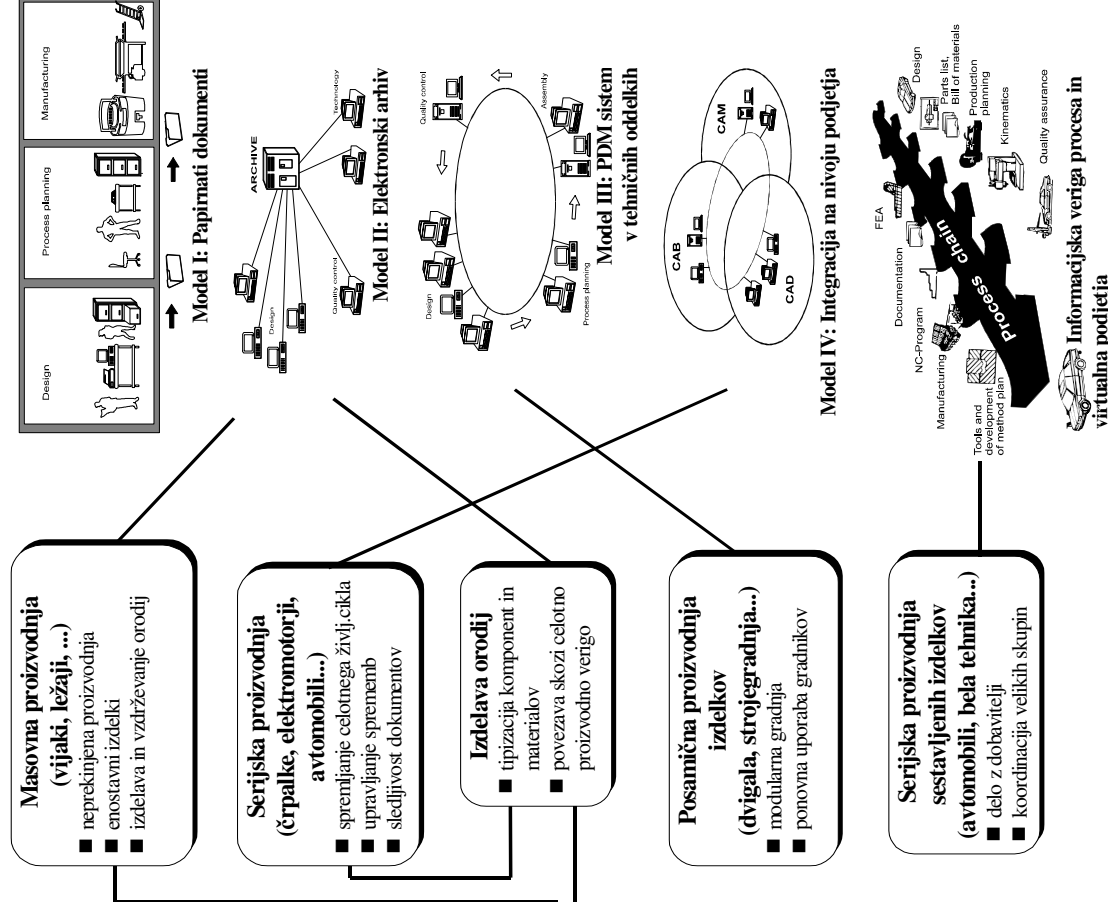 Masovna proizvodnja
(vijaki, ležaji, ...)
■ neprekinjena proizvodnja
■ enostavni izdelki
■ izdelava in vzdrževanje orodij
Serijska proizvodnja
(črpalke, elektromotorji,
avtomobili...)
■ spremljanje celotnega življ.cikla
■ upravljanje sprememb
■ sledljivost dokumentov
Izdelava orodij
■ tipizacija komponent in
materialov
■ povezava skozi celotno
proizvodno verigo
Posamična proizvodnja
izdelkov
(dvigala, strojegradnja...)
■ modularna gradnja
■ ponovna uporaba gradnikov
Serijska proizvodnja
sestavljenih izdelkov
(avtomobili, bela tehnika...)
■ delo z dobavitelji
■ koordinacija velikih skupin
Design
Process planning
Manufacturing
Model I: Papirnati dokumenti
ARCHIVE
Design
Quality control
Technology
Model II: Elektronski arhiv
Design
Quality control
Process planning
Assembly
Model III: PDM sistem
v tehničnih oddelkih
CAB
CAM
CAD
Model IV: Integracija na nivoju podjetja
Tools and
development
of method plan
Manufacturing
NC-Program
Documentation
FEA
Design
Parts list,
Bill of materials
Production
planning
Kinematics
Quality assurance
Process chain
Informacijska veriga procesa in
virtualna podjetja